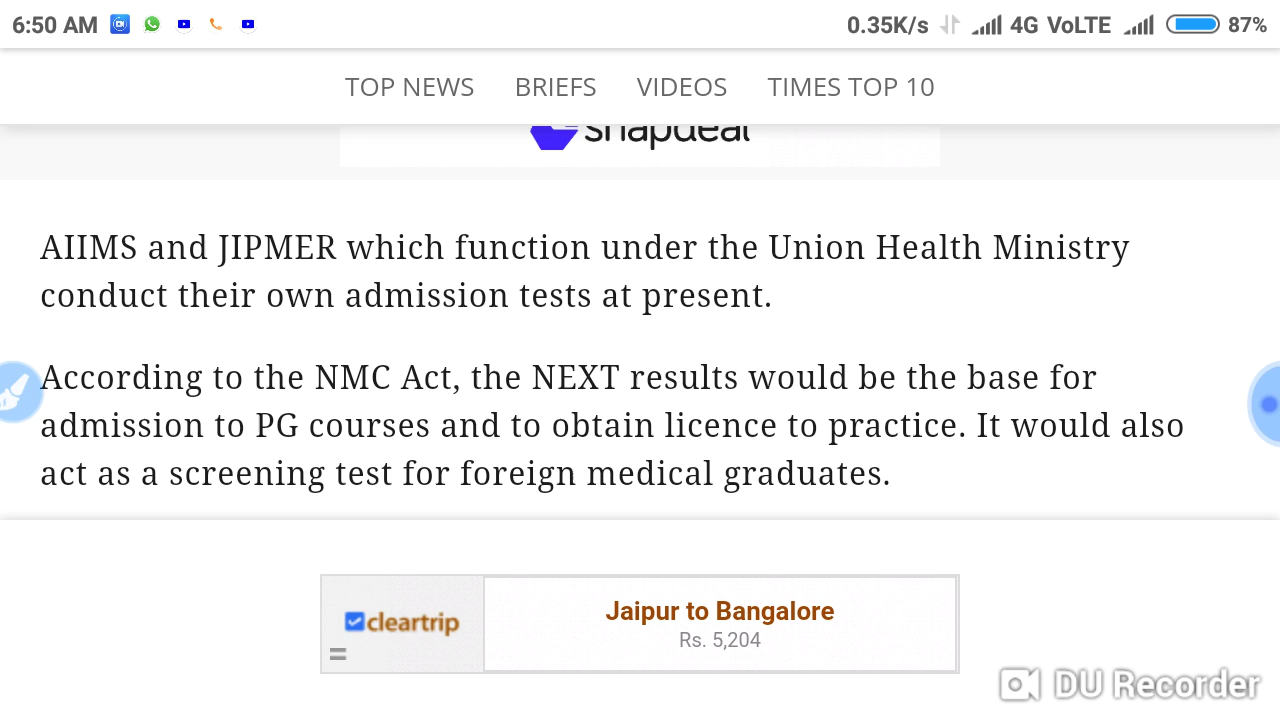 6:50 AM 0.35K/s 4G VoLTE 87%
TOP NEWS BRIEFS VIDEOS TIMES TOP 10
snapdeal
AIIMS and JIPMER which function under the Union Health Ministry
conduct their own admission tests at present.
According to the NMC Act, the NEXT results would be the base for
admission to PG courses and to obtain licence to practice. It would also
act as a screening test for foreign medical graduates.
cleartrip
Jaipur to Bangalore
Rs. 5,204
DU Recorder